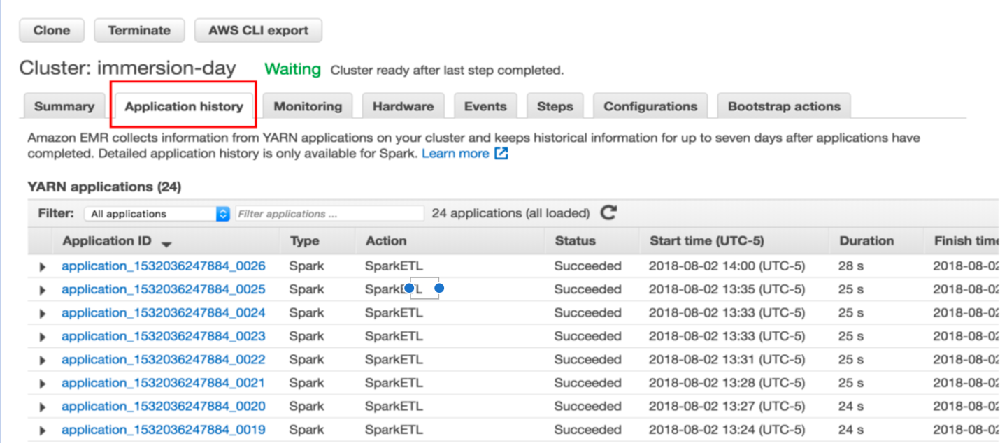 Clone Terminate AWS CLI export
Cluster: immersion-day Waiting Cluster ready after last step completed.
Summary Application history Monitoring Hardware Events Steps Configurations Bootstrap actions
Amazon EMR collects information from YARN applications on your cluster and keeps historical information for up to seven days after applications have
completed. Detailed application history is only available for Spark. Learn more
YARN applications (24)
Filter: All applications Filter applications ... 24 applications (all loaded)
Application ID Type Action Status Start time (UTC-5) Duration Finish time
application_1532036247884_0026 Spark SparkETL Succeeded 2018-08-02 14:00 (UTC-5) 28 s 2018-08-02
application_1532036247884_0025 Spark SparkETL Succeeded 2018-08-02 13:35 (UTC-5) 25 s 2018-08-02
application_1532036247884_0024 Spark SparkETL Succeeded 2018-08-02 13:33 (UTC-5) 25 s 2018-08-02
application_1532036247884_0023 Spark SparkETL Succeeded 2018-08-02 13:33 (UTC-5) 25 s 2018-08-02
application_1532036247884_0022 Spark SparkETL Succeeded 2018-08-02 13:31 (UTC-5) 25 s 2018-08-02
application_1532036247884_0021 Spark SparkETL Succeeded 2018-08-02 13:28 (UTC-5) 25 s 2018-08-02
application_1532036247884_0020 Spark SparkETL Succeeded 2018-08-02 13:27 (UTC-5) 24 s 2018-08-02
application_1532036247884_0019 Spark SparkETL Succeeded 2018-08-02 13:24 (UTC-5) 24 s 2018-08-02